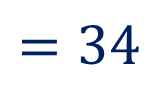 = 34